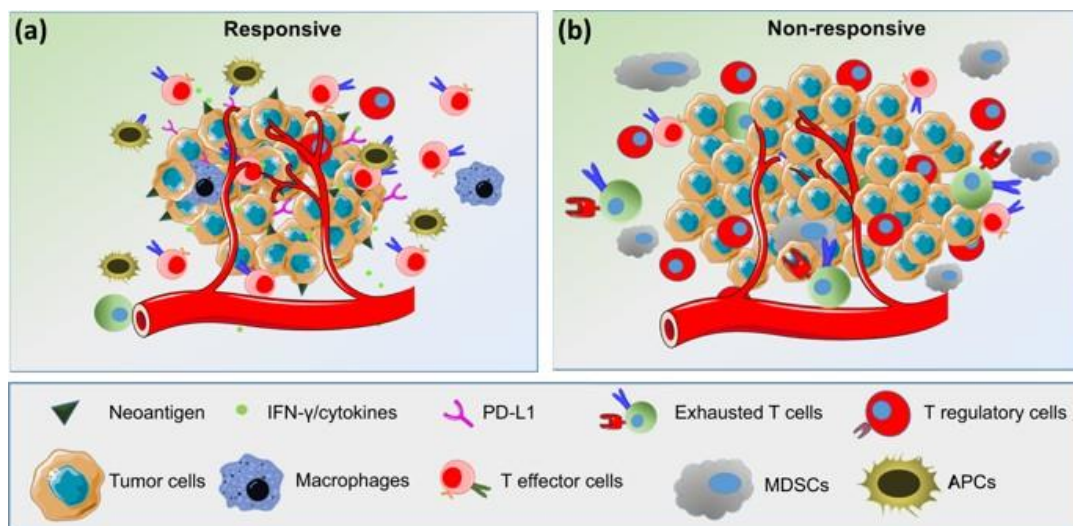 (a) Responsive
(b) Non-responsive
Neoantigen IFN-γ/cytokines PD-L1 Exhausted T cells T regulatory cells
Tumor cells Macrophages T effector cells MDSCs APCs